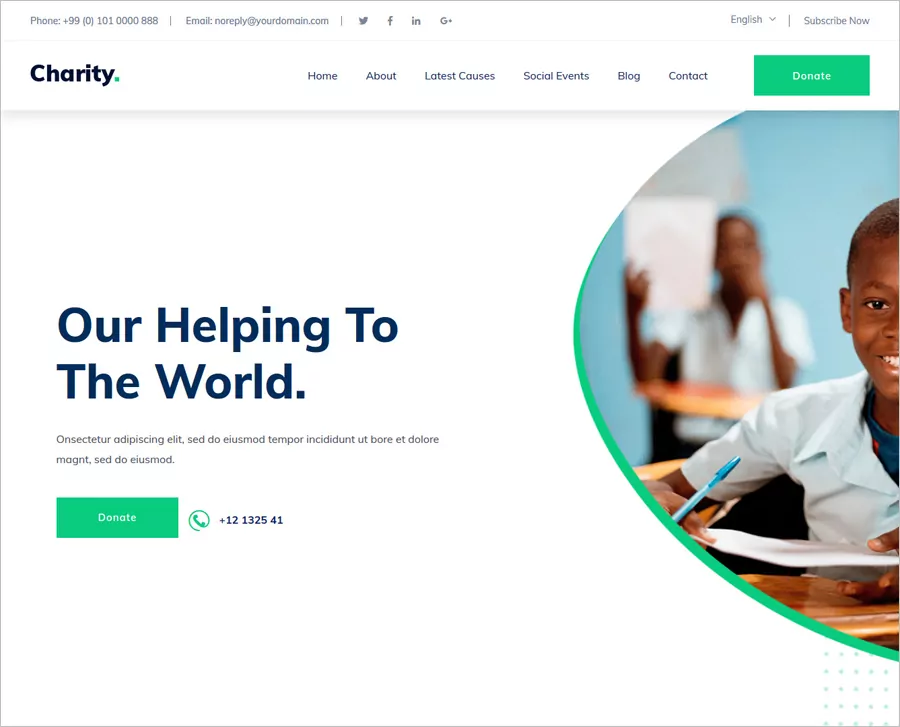 Phone: +99 (0) 101 0000 888 | Email: noreply@yourdomain.com | English | Subscribe Now
Charity. Home About Latest Causes Social Events Blog Contact Donate
Our Helping To
The World.
Onsectetur adipiscing elit, sed do eiusmod tempor incididunt ut bore et dolore
magnt, sed do eiusmod.
Donate +12 1325 41